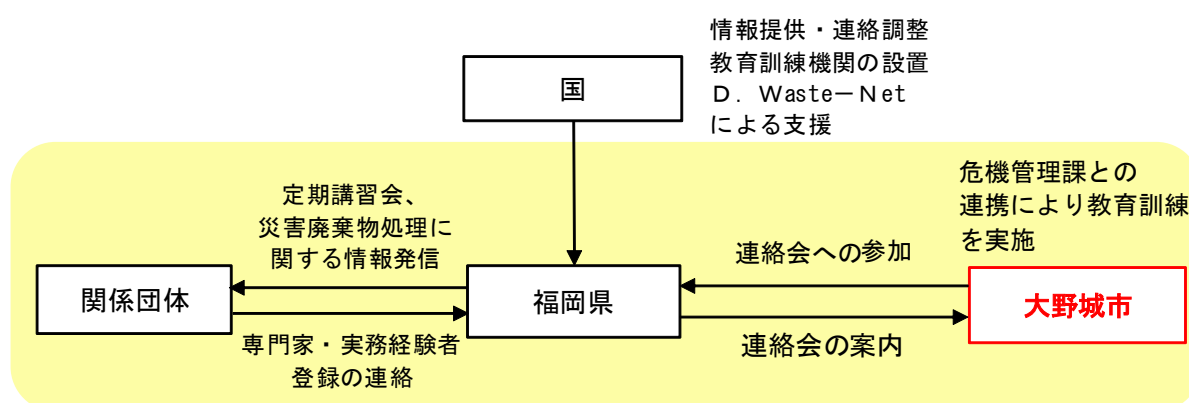 情報提供・連絡調整
教育訓練機関の設置
Ｄ．Ｗaste－Ｎet
による支援
国
危機管理課との
連携により教育訓練
を実施
定期講習会、
災害廃棄物処理に
関する情報発信
連絡会への参加
関係団体
福岡県
大野城市
専門家・実務経験者
登録の連絡
連絡会の案内